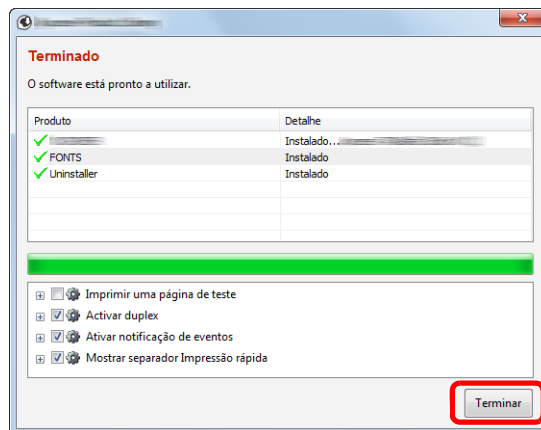 Terminado
O software está pronto a utilizar.
Produto Detalhe
Instalado...
FONTS Instalado
Uninstaller Instalado
Imprimir uma página de teste
Activar duplex
Ativar notificação de eventos
Mostrar separador Impressão rápida
Terminar